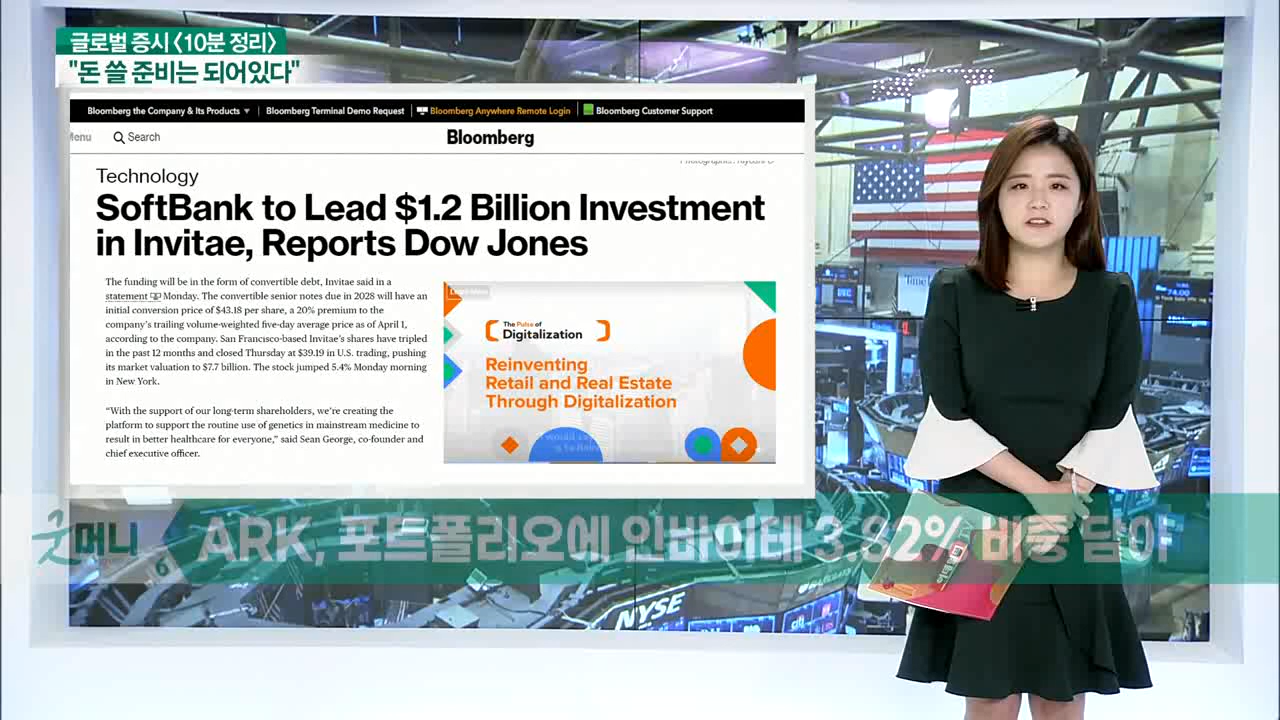 글로벌 증시 <10분 정리>
"돈 쓸 준비는 되어있다"
Bloomberg the Company & Its Products
Bloomberg Terminal Demo Request
Bloomberg Anywhere Remote Login
Bloomberg Customer Support
Menu
Search
Bloomberg
Technology
SoftBank to Lead $1.2 Billion Investment
in Invitae, Reports Dow Jones
The funding will be in the form of convertible debt, Invitae said in a
statement Monday. The convertible senior notes due in 2028 will have an
initial conversion price of $43.18 per share, a 20% premium to the
company's trailing volume-weighted five-day average price as of April 1,
according to the company. San Francisco-based Invitae's shares have tripled
in the past 12 months and closed Thursday at $39.19 in U.S. trading, pushing
its market valuation to $7.7 billion. The stock jumped 5.4% Monday morning
in New York.
"With the support of our long-term shareholders, we're creating the
platform to support the routine use of genetics in mainstream medicine to
result in better healthcare for everyone," said Sean George, co-founder and
chief executive officer.
The Pulse of
Digitalization
Reinventing
Retail and Real Estate
Through Digitalization
굿머니
ARK, 포트폴리오에 인바이테 3.32% 비중 담아
NYSE
citi
74.00
6